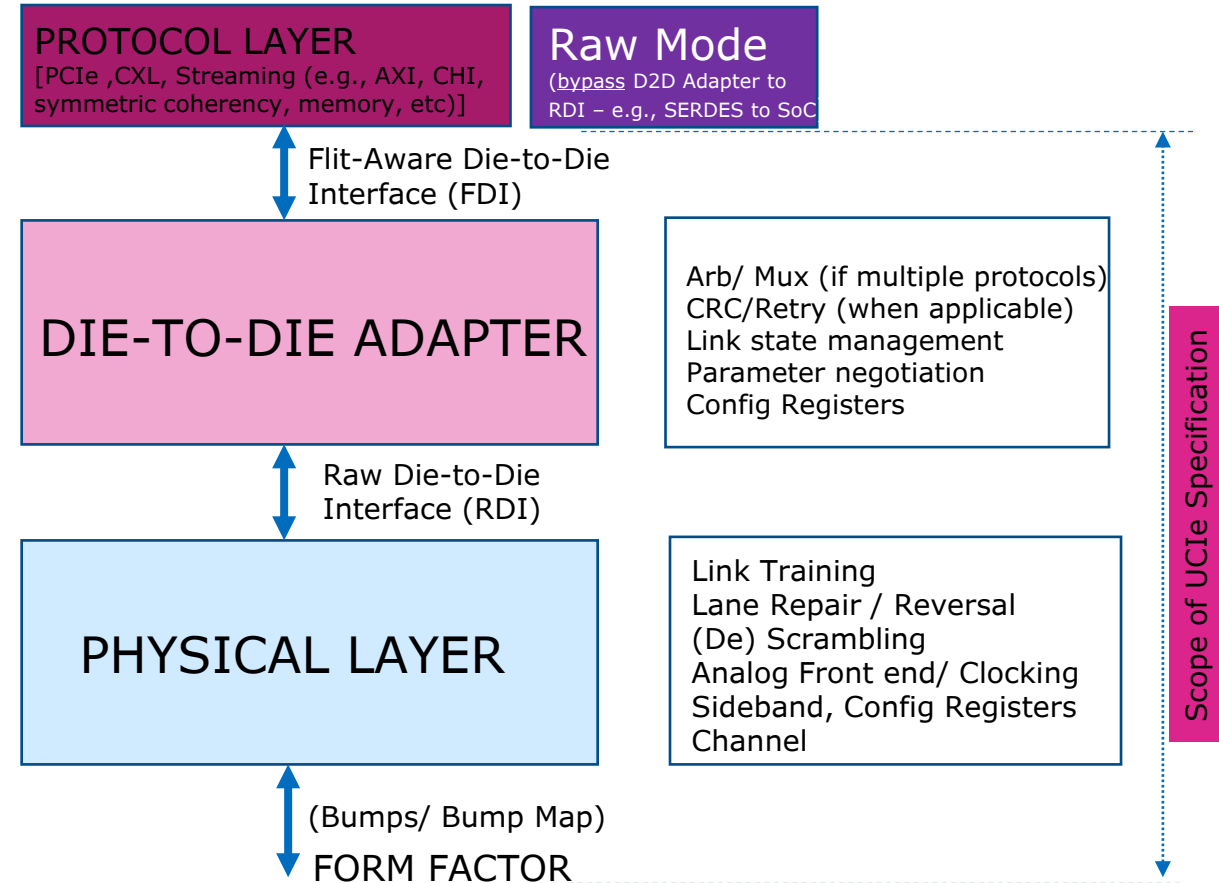 PROTOCOL LAYER
[PCIe ,CXL, Streaming (e.g., AXI, CHI,
symmetric coherency, memory, etc)]
Raw Mode
(bypass D2D Adapter to
RDI – e.g., SERDES to SoC
Flit-Aware Die-to-Die
Interface (FDI)
DIE-TO-DIE ADAPTER
Arb/ Mux (if multiple protocols)
CRC/Retry (when applicable)
Link state management
Parameter negotiation
Config Registers
Raw Die-to-Die
Interface (RDI)
PHYSICAL LAYER
Link Training
Lane Repair / Reversal
(De) Scrambling
Analog Front end/ Clocking
Sideband, Config Registers
Channel
(Bumps/ Bump Map)
FORM FACTOR
Scope of UCIe Specification